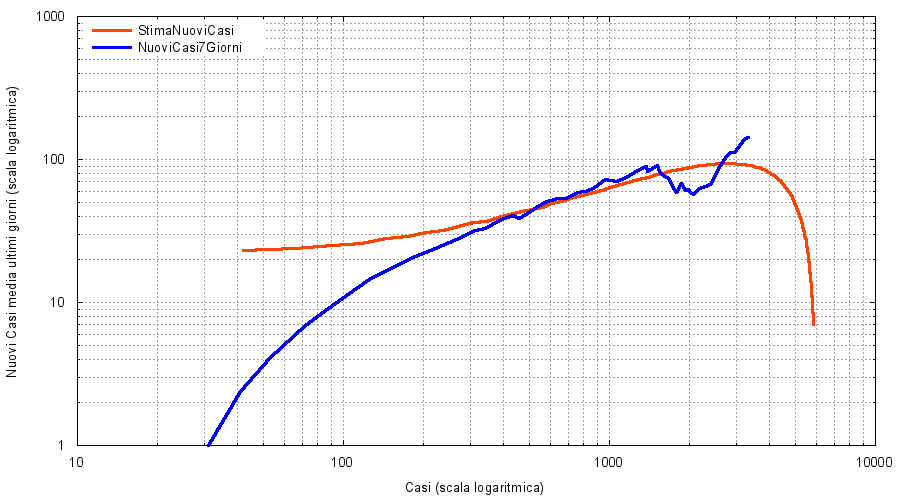 1000
StimaNuoviCasi
NuoviCasi7Giorni
100
10
1
Nuovi Casi media ultimi giorni (scala logaritmica)
10 100 1000 10000
Casi (scala logaritmica)